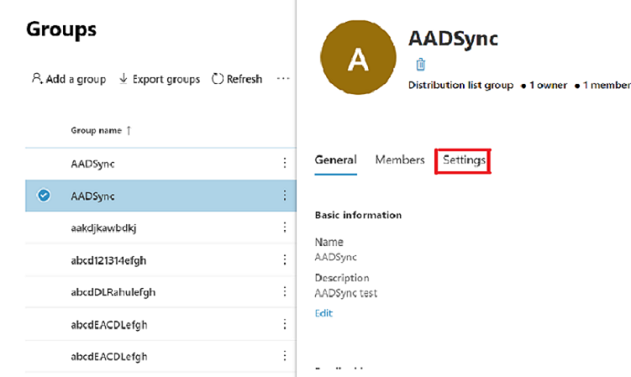 Groups
Add a group Export groups Refresh ...
Group name ↑
AADSync
AADSync
aakdjkawbdkj
abcd121314efgh
abcdDLRahulefgh
abcdEACDLefgh
abcdEACDLefgh
A
AADSync
Distribution list group • 1 owner • 1 member
General Members Settings
Basic information
Name
AADSync
Description
AADSync test
Edit